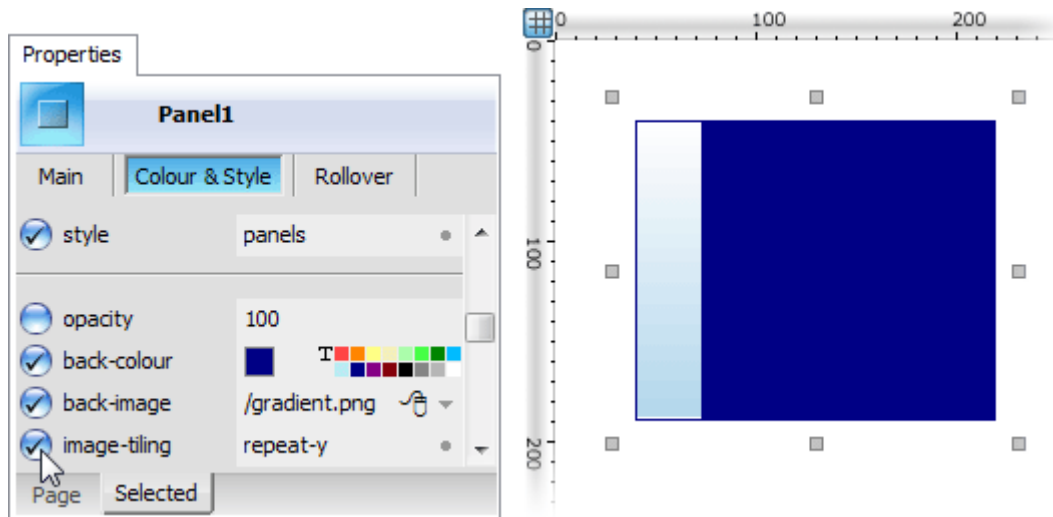 Properties
Panel1
Main Colour & Style Rollover
style panels
opacity 100
back-colour T
back-image /gradient.png
image-tiling repeat-y
Page Selected
0 100 200
0
100
200